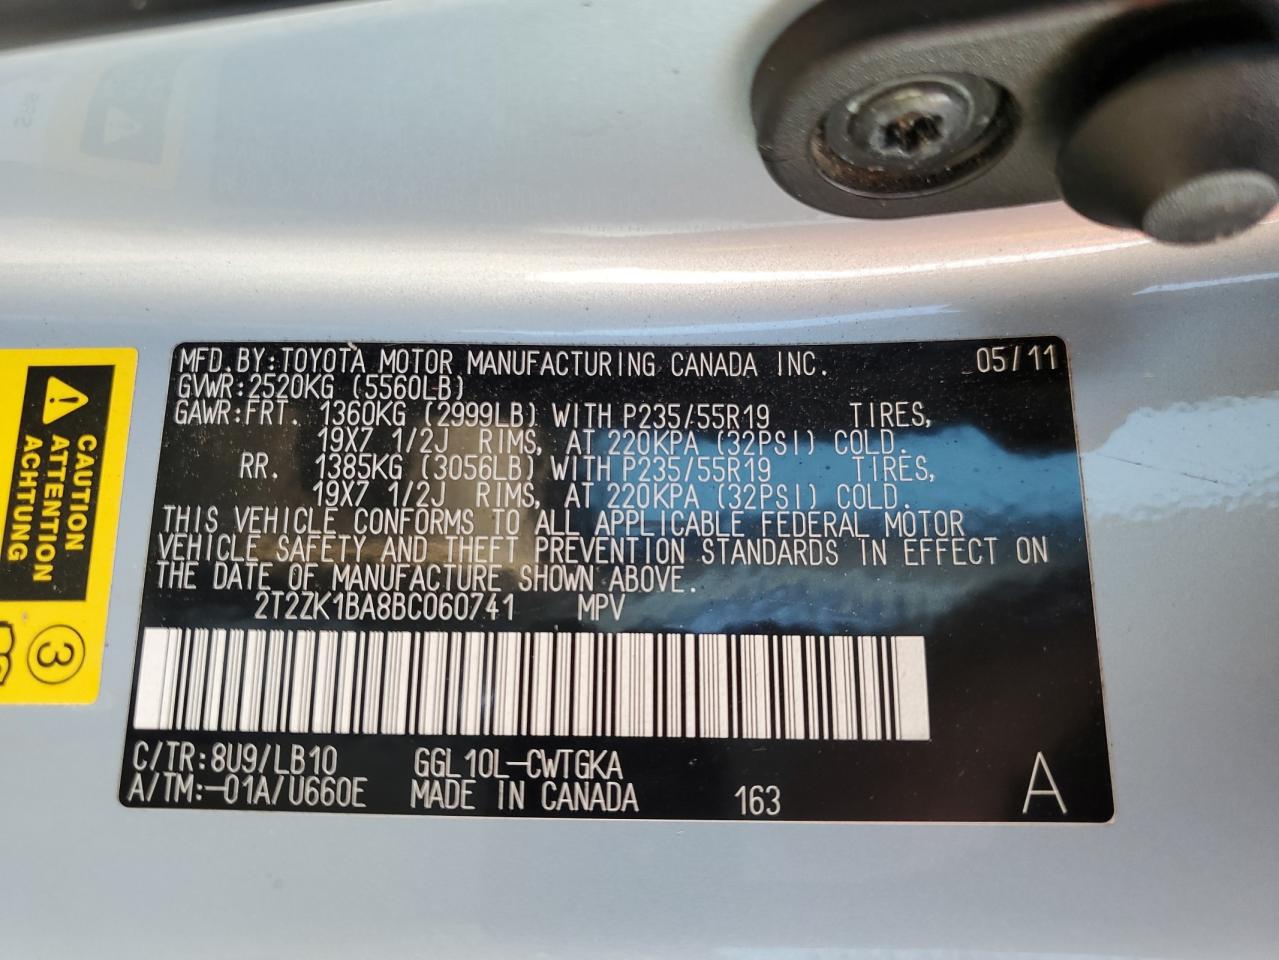 MFD.BY:TOYOTA MOTOR MANUFACTURING CANADA INC. 05/11
GVWR:2520KG (5560LB)
GAWR:FRT. 1360KG (2999LB) WITH P235/55R19 TIRES,
19X7 1/2J RIMS, AT 220KPA (32PSI) COLD.
RR. 1385KG (3056LB) WITH P235/55R19 TIRES,
19X7 1/2J RIMS, AT 220KPA (32PSI) COLD.
THIS VEHICLE CONFORMS TO ALL APPLICABLE FEDERAL MOTOR
VEHICLE SAFETY AND THEFT PREVENTION STANDARDS IN EFFECT ON
THE DATE OF MANUFACTURE SHOWN ABOVE.
2T2ZK1BA8BC060741 MPV
C/TR:8U9/LB10 GGL10L-CWTGKA
A/TM:-01A/U660E MADE IN CANADA 163 A
CAUTION
ATTENTION
ACHTUNG
3